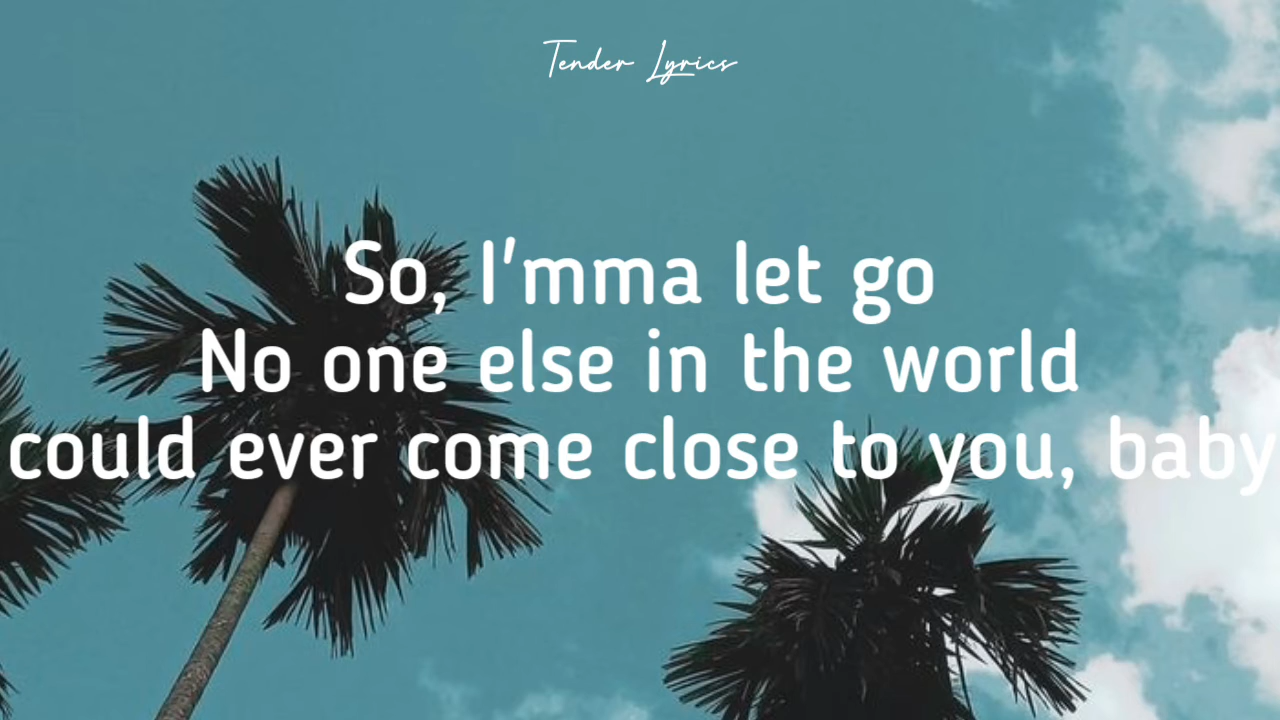 Tender Lyrics
So, I'mma let go
No one else in the world
could ever come close to you, baby